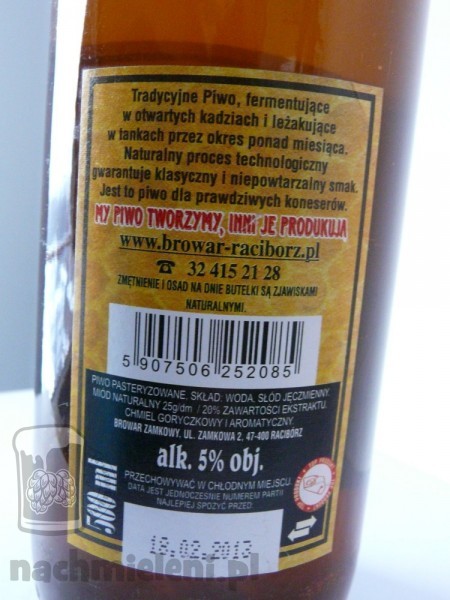 Tradycyjne Piwo, fermentujące
w otwartych kadziach i leżakujące
w tankach przez okres ponad miesiąca.
Naturalny proces technologiczny
gwarantuje klasyczny i niepowtarzalny smak.
Jest to piwo dla prawdziwych koneserów.
MY PIWO TWORZYMY, INNI JE PRODUKUJĄ
www.browar-raciborz.pl
☎ 32 415 21 28
ZMĘTNIENIE I OSAD NA DNIE BUTELKI SĄ ZJAWISKAMI
NATURALNYMI.
5 907506 252085
PIWO PASTERYZOWANE. SKŁAD: WODA, SŁÓD JĘCZMIENNY,
MIÓD NATURALNY 25g/dm / 20% ZAWARTOŚCI EKSTRAKTU,
CHMIEL GORYCZKOWY I AROMATYCZNY.
BROWAR ZAMKOWY, UL. ZAMKOWA 2, 47-400 RACIBÓRZ
alk. 5% obj.
500 ml
PRZECHOWYWAĆ W CHŁODNYM MIEJSCU.
DATA JEST JEDNOCZEŚNIE NUMEREM PARTII
NAJLEPIEJ SPOŻYĆ PRZED:
18.02.2013
nachmieleni.pl